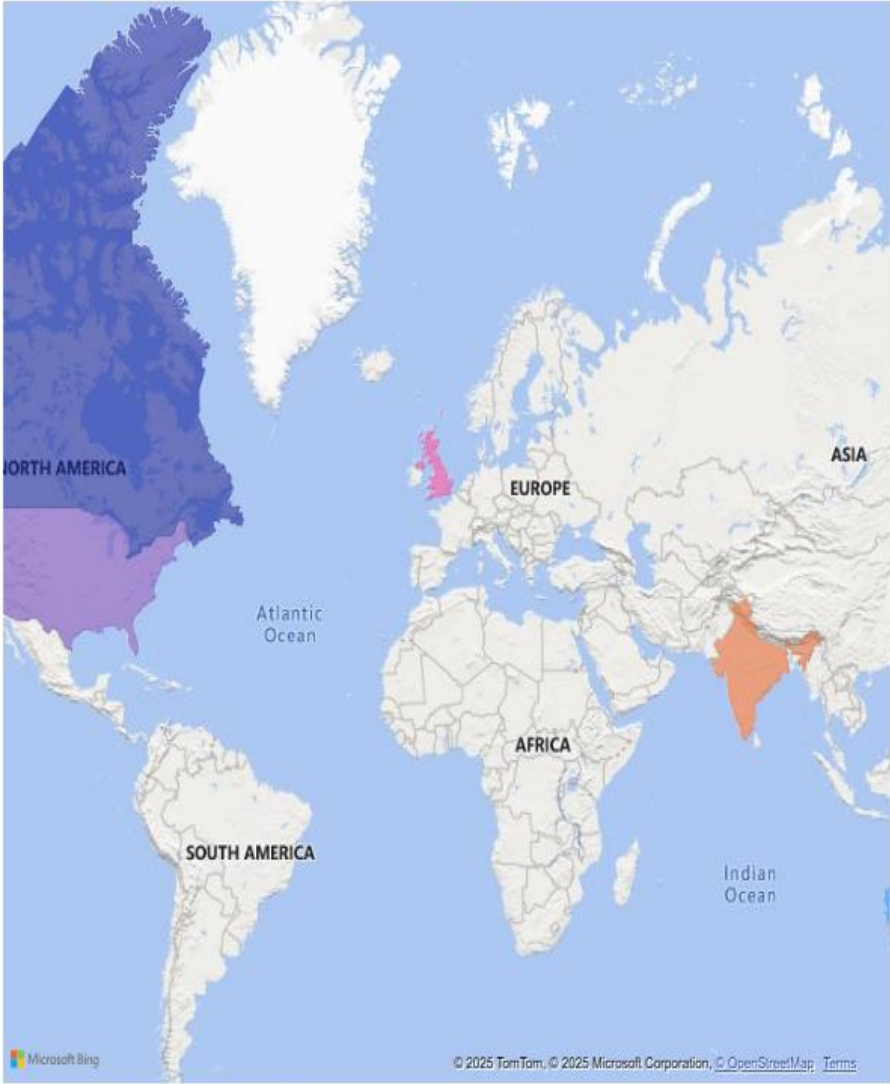 NORTH AMERICA
ASIA
EUROPE
Atlantic
Ocean
AFRICA
SOUTH AMERICA
Indian
Ocean
Microsoft Bing
© 2025 TomTom, © 2025 Microsoft Corporation, © OpenStreetMap Terms